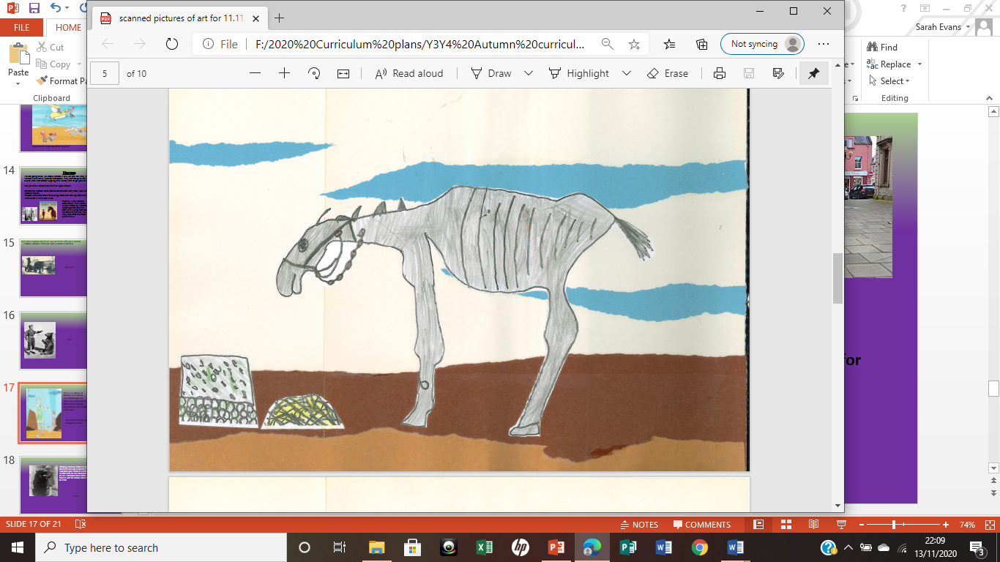 scanned pictures of art for 11.11
File
F:/2020%20Curriculum%20plans/Y3Y4%20Autumn%20curricul...
Not syncing
5 of 10
Read aloud
Draw
Highlight
Erase
FILE
HOME
Paste
Cut
Copy
Format Pa
Clipboard
Sarah Evans
Find
Replace
Select
Editing
14
15
16
17
18
for
SLIDE 17 OF 21
NOTES
COMMENTS
74%
Type here to search
22:09
13/11/2020
3